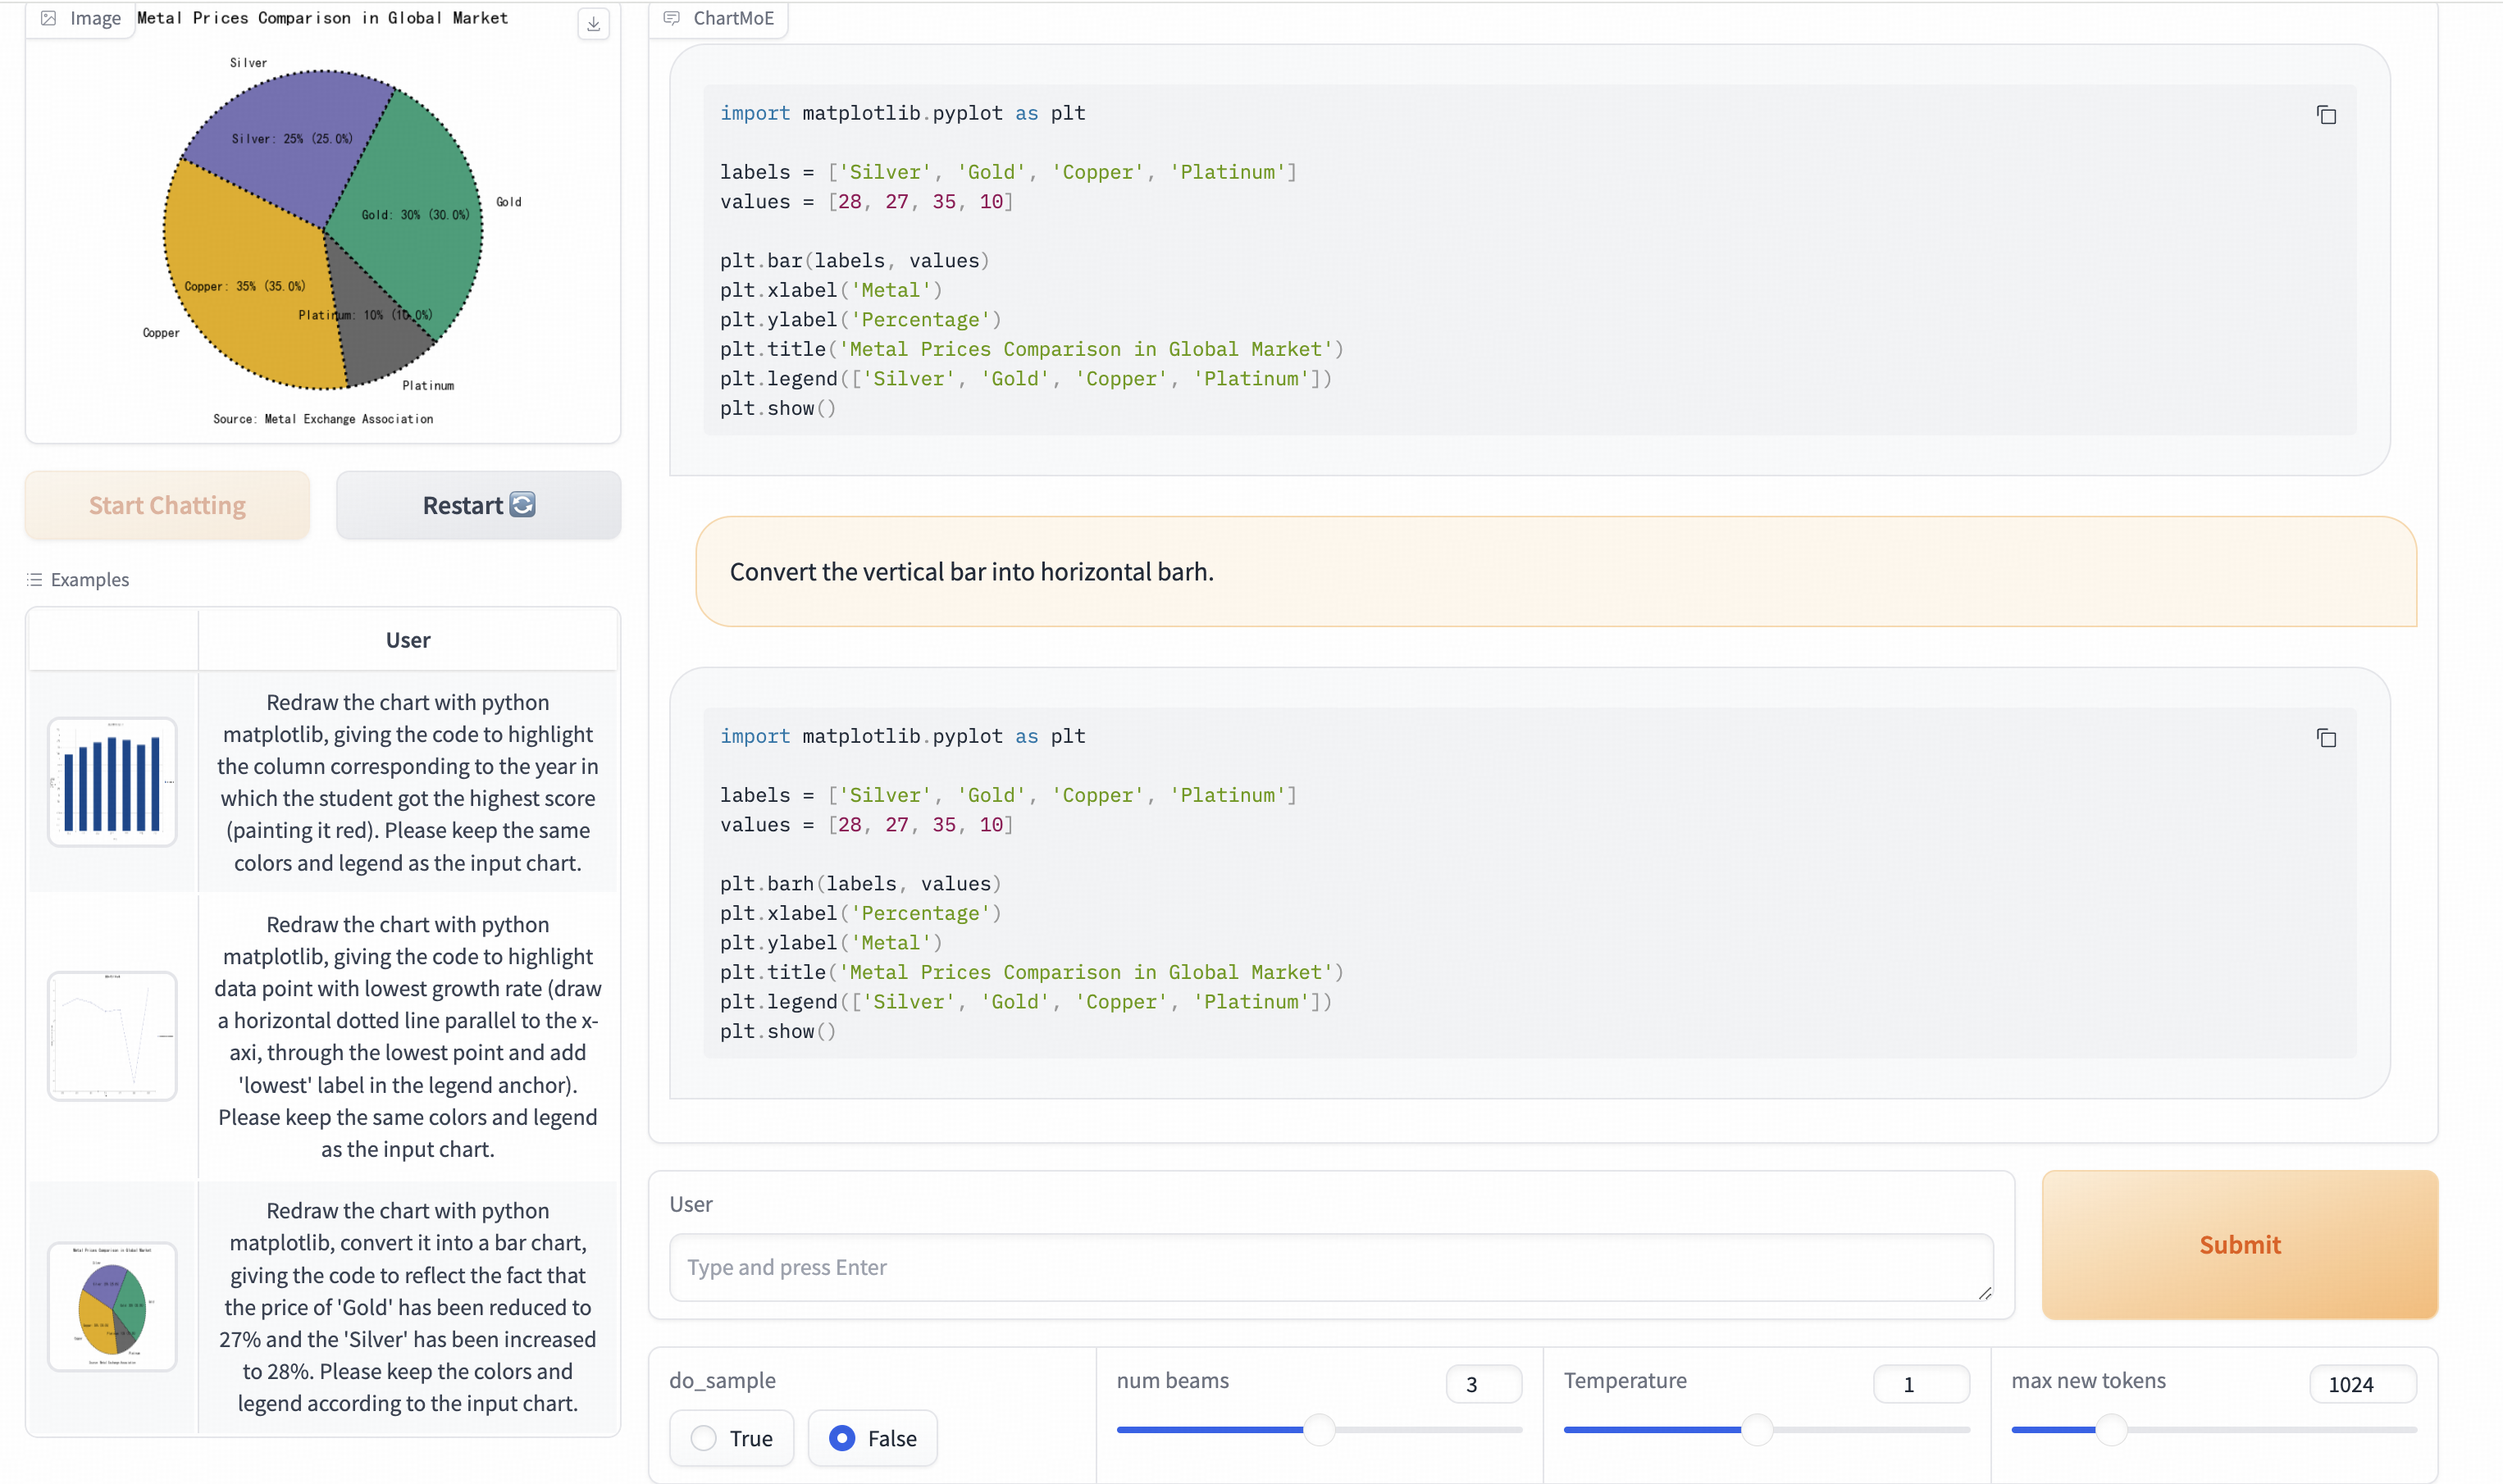 Image
Metal Prices Comparison in Global Market
Silver
Silver: 25% (25.0%)
Gold
Gold: 30% (30.0%)
Copper: 35% (35.0%)
Platinum: 10% (10.0%)
Copper
Platinum
Source: Metal Exchange Association
Start Chatting
Restart
Examples
User
Redraw the chart with python
matplotlib, giving the code to highlight
the column corresponding to the year in
which the student got the highest score
(painting it red). Please keep the same
colors and legend as the input chart.
Redraw the chart with python
matplotlib, giving the code to highlight
data point with lowest growth rate (draw
a horizontal dotted line parallel to the x-
axi, through the lowest point and add
'lowest' label in the legend anchor).
Please keep the same colors and legend
as the input chart.
Metal Prices Comparison in Global Market
Redraw the chart with python
matplotlib, convert it into a bar chart,
giving the code to reflect the fact that
the price of 'Gold' has been reduced to
27% and the 'Silver' has been increased
to 28%. Please keep the colors and
legend according to the input chart.
ChartMoE
import matplotlib.pyplot as plt
labels = ['Silver', 'Gold', 'Copper', 'Platinum']
values = [28, 27, 35, 10]
plt.bar(labels, values)
plt.xlabel('Metal')
plt.ylabel('Percentage')
plt.title('Metal Prices Comparison in Global Market')
plt.legend(['Silver', 'Gold', 'Copper', 'Platinum'])
plt.show()
Convert the vertical bar into horizontal barh.
import matplotlib.pyplot as plt
labels = ['Silver', 'Gold', 'Copper', 'Platinum']
values = [28, 27, 35, 10]
plt.barh(labels, values)
plt.xlabel('Percentage')
plt.ylabel('Metal')
plt.title('Metal Prices Comparison in Global Market')
plt.legend(['Silver', 'Gold', 'Copper', 'Platinum'])
plt.show()
User
Type and press Enter
Submit
do_sample
True
False
num beams
3
Temperature
1
max new tokens
1024